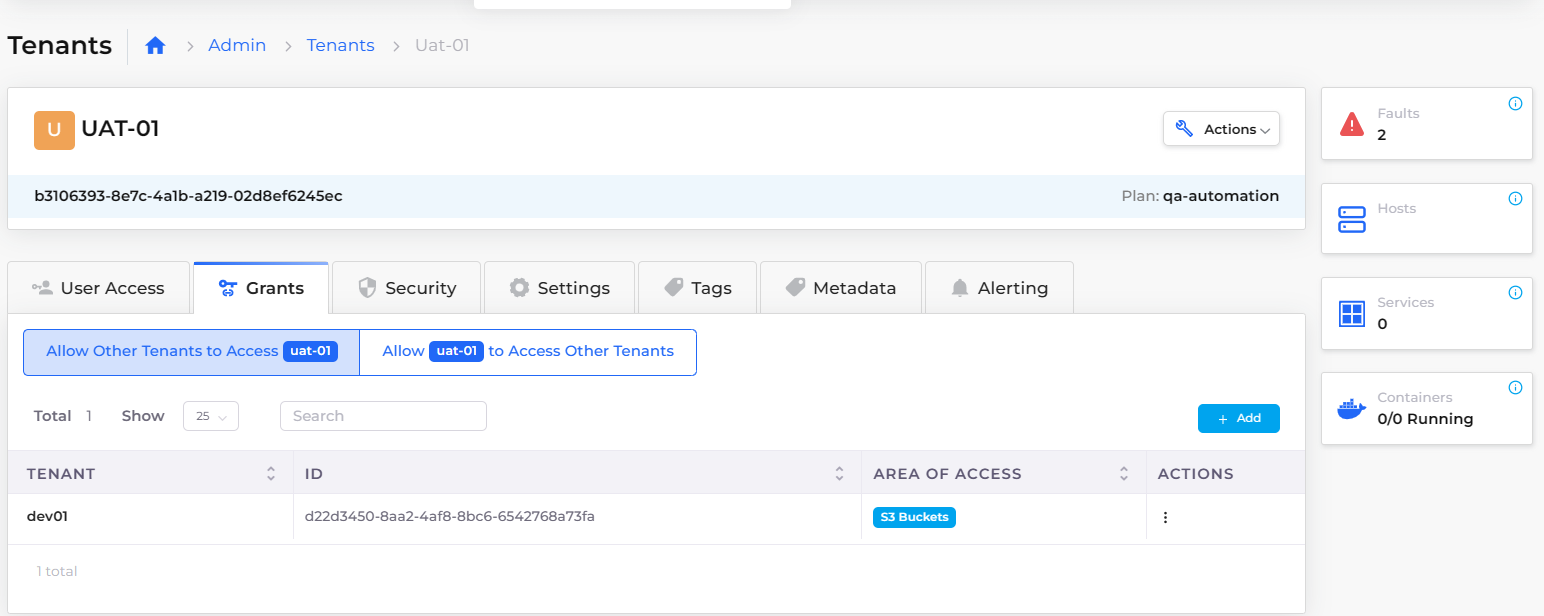 Tenants
Admin
Tenants
Uat-01
U
UAT-01
Actions
b3106393-8e7c-4a1b-a219-02d8ef6245ec
Plan: qa-automation
Faults
2
Hosts
Services
0
Containers
0/0 Running
User Access
Grants
Security
Settings
Tags
Metadata
Alerting
Allow Other Tenants to Access uat-01
Allow uat-01 to Access Other Tenants
Total 1 Show 25 Search
+ Add
TENANT ID AREA OF ACCESS ACTIONS
dev01 d22d3450-8aa2-4af8-8bc6-6542768a73fa S3 Buckets
1 total